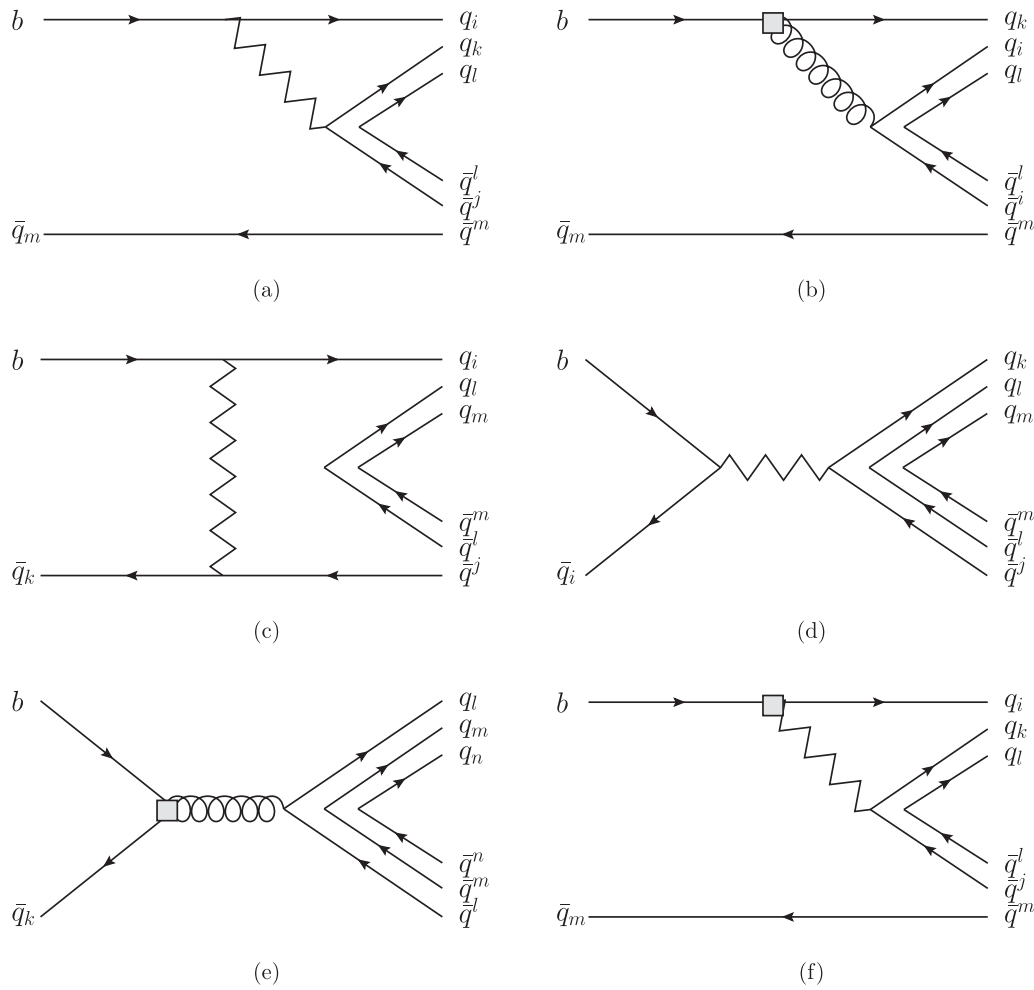 b
q_i
q_k
q_l
q̄^l
q̄^j
q̄_m
q̄^m
(a)
b
q_k
q_i
q_l
q̄^l
q̄^i
q̄_m
q̄^m
(b)
b
q_i
q_l
q_m
q̄^m
q̄^l
q̄_k
q̄^j
(c)
b
q_k
q_l
q_m
q̄^m
q̄^l
q̄_i
q̄^j
(d)
b
q_l
q_m
q_n
q̄^n
q̄^m
q̄_k
q̄^l
(e)
b
q_i
q_k
q_l
q̄^l
q̄^j
q̄_m
q̄^m
(f)